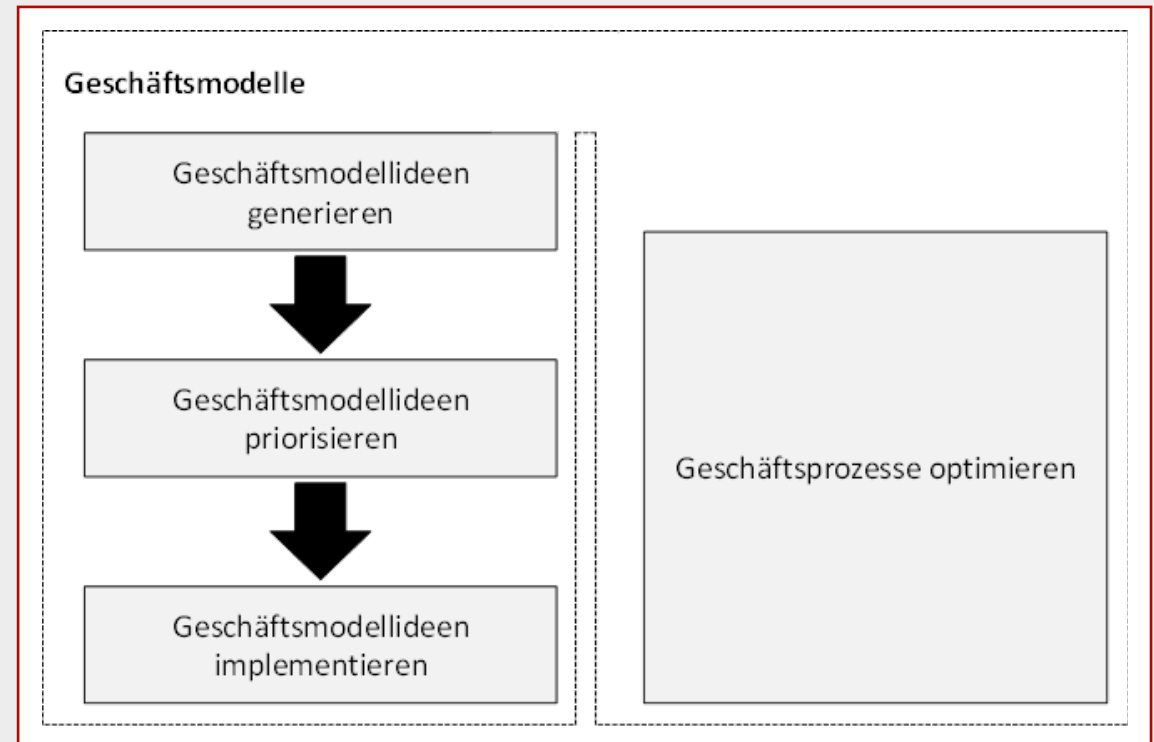 Geschäftsmodelle
Geschäftsmodellideen
generieren
Geschäftsmodellideen
priorisieren
Geschäftsmodellideen
implementieren
Geschäftsprozesse optimieren